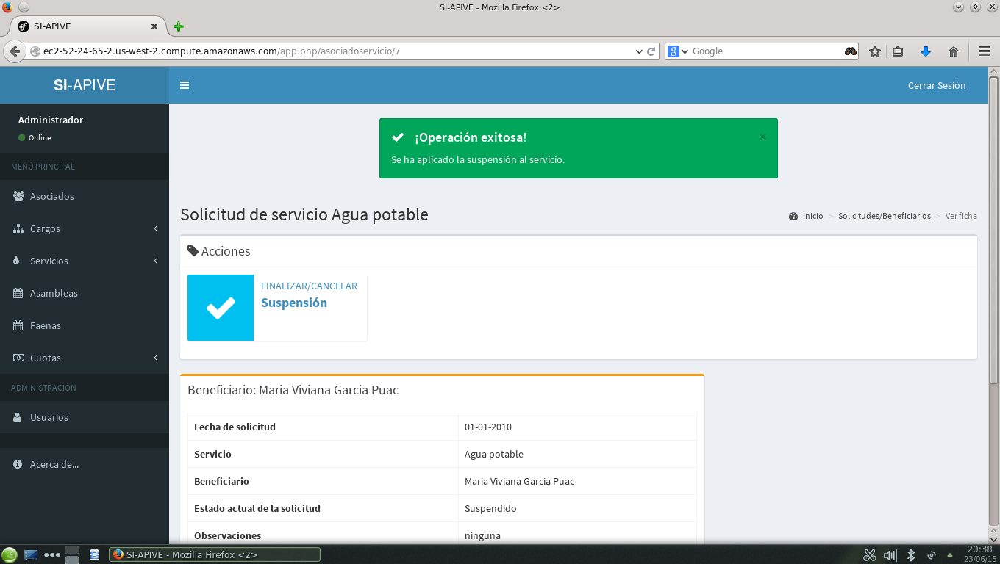 SI-APIVE - Mozilla Firefox <2>
SI-APIVE
ec2-52-24-65-2.us-west-2.compute.amazonaws.com/app.php/asociadoservicio/7
Google
SI-APIVE
Cerrar Sesión
Administrador
Online
MENÚ PRINCIPAL
Asociados
Cargos
Servicios
Asambleas
Faenas
Cuotas
ADMINISTRACIÓN
Usuarios
Acerca de...
¡Operación exitosa!
×
Se ha aplicado la suspensión al servicio.
Solicitud de servicio Agua potable
Inicio > Solicitudes/Beneficiarios > Ver ficha
Acciones
FINALIZAR/CANCELAR
Suspensión
Beneficiario: Maria Viviana Garcia Puac
Fecha de solicitud 01-01-2010
Servicio Agua potable
Beneficiario Maria Viviana Garcia Puac
Estado actual de la solicitud Suspendido
Observaciones ninguna
SI-APIVE - Mozilla Firefox <2>
20:38
23/06/15